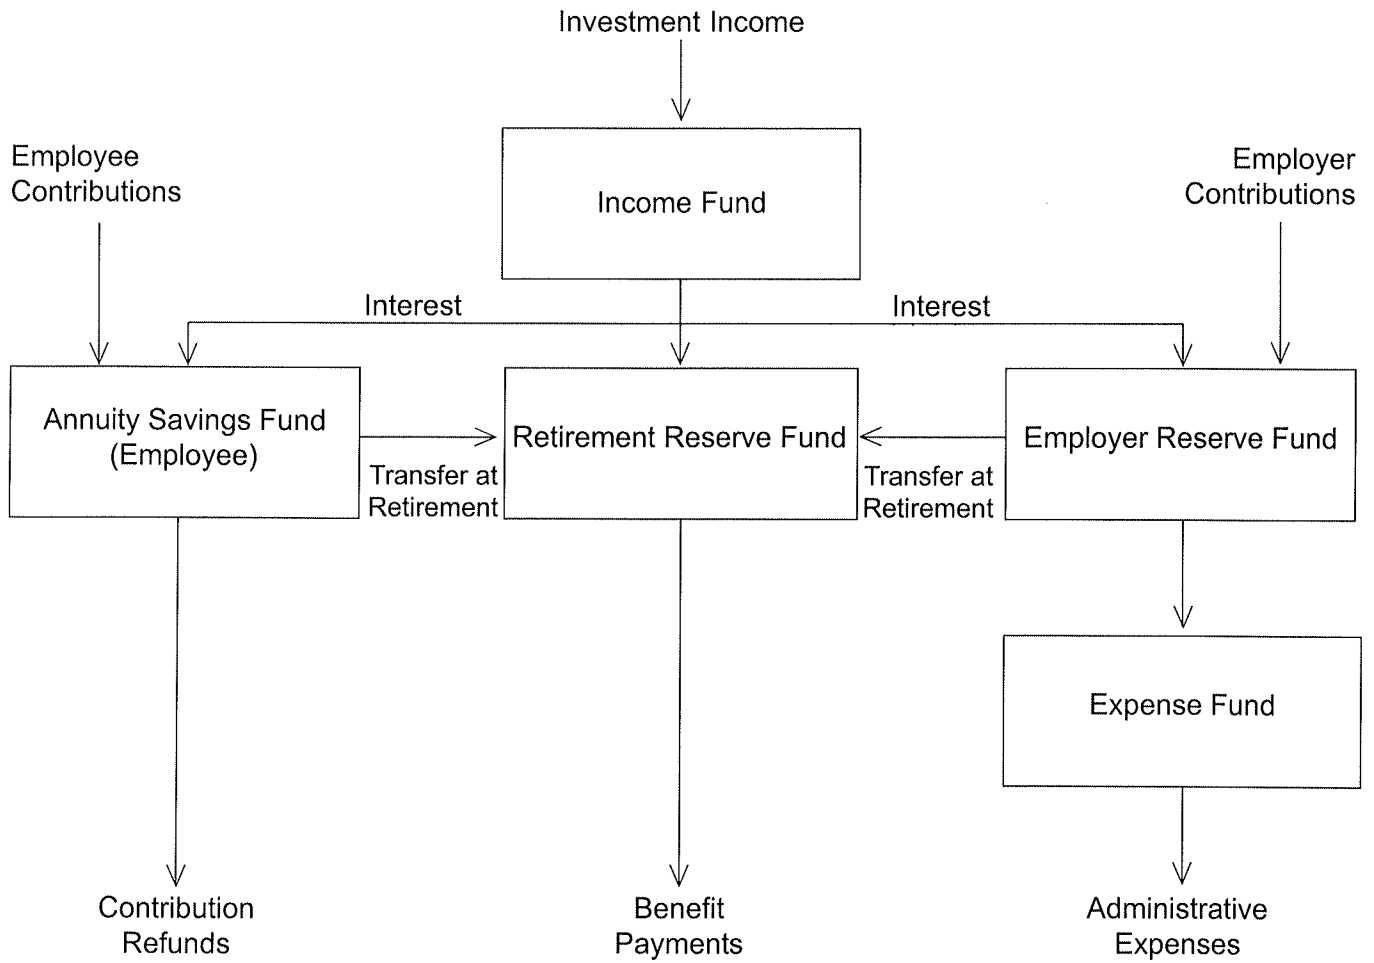 Investment Income
Employee
Contributions
Employer
Contributions
Income Fund
Interest
Interest
Annuity Savings Fund
(Employee)
Retirement Reserve Fund
Employer Reserve Fund
Transfer at
Retirement
Transfer at
Retirement
Expense Fund
Contribution
Refunds
Benefit
Payments
Administrative
Expenses